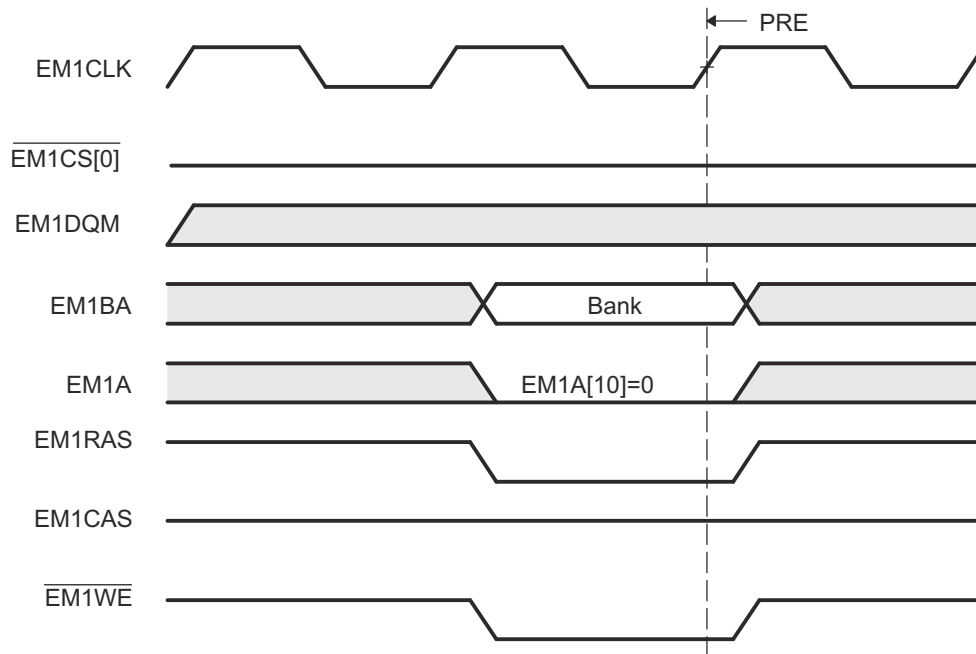 PRE
EM1CLK
EM1CS[0]
EM1DQM
EM1BA
Bank
EM1A
EM1A[10]=0
EM1RAS
EM1CAS
EM1WE